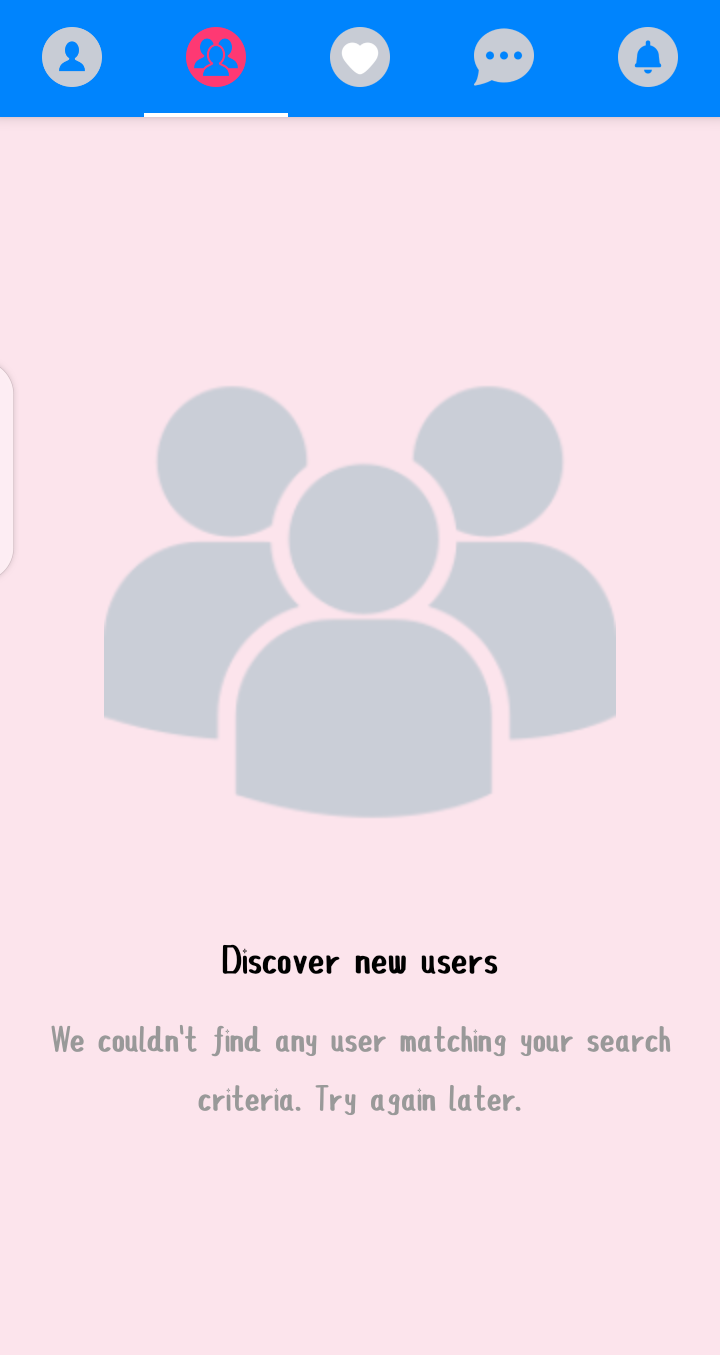 Discover new users
We couldn't find any user matching your search
criteria. Try again later.